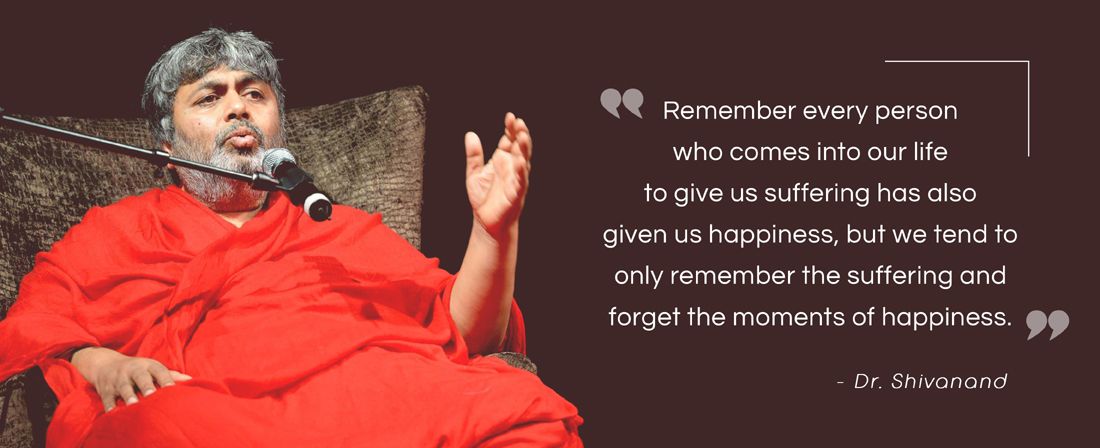 Remember every person
who comes into our life
to give us suffering has also
given us happiness, but we tend to
only remember the suffering and
forget the moments of happiness.
- Dr. Shivanand